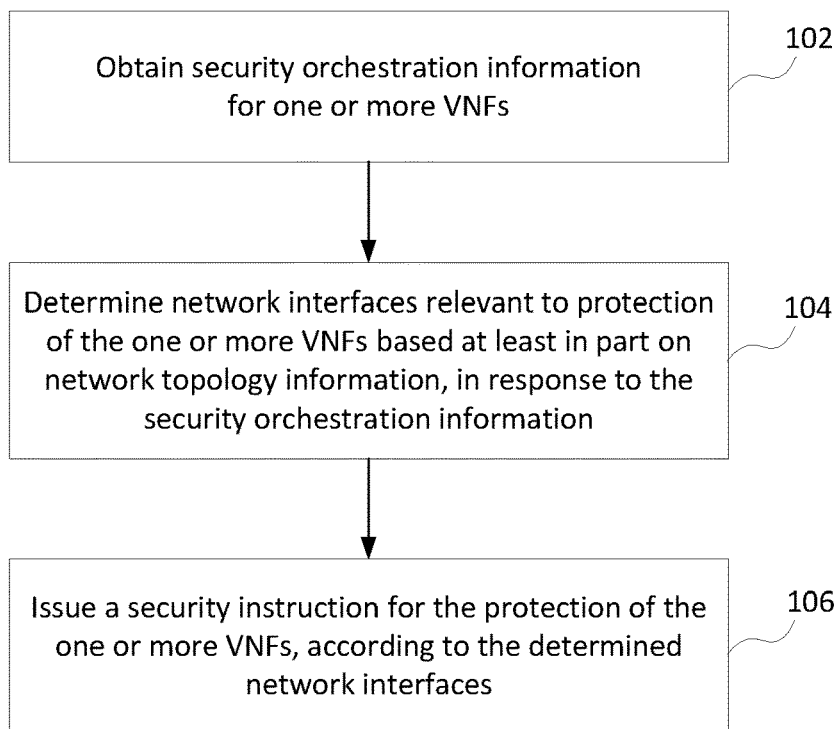 Obtain security orchestration information
for one or more VNFs
102
Determine network interfaces relevant to protection
of the one or more VNFs based at least in part on
network topology information, in response to the
security orchestration information
104
Issue a security instruction for the protection of the
one or more VNFs, according to the determined
network interfaces
106